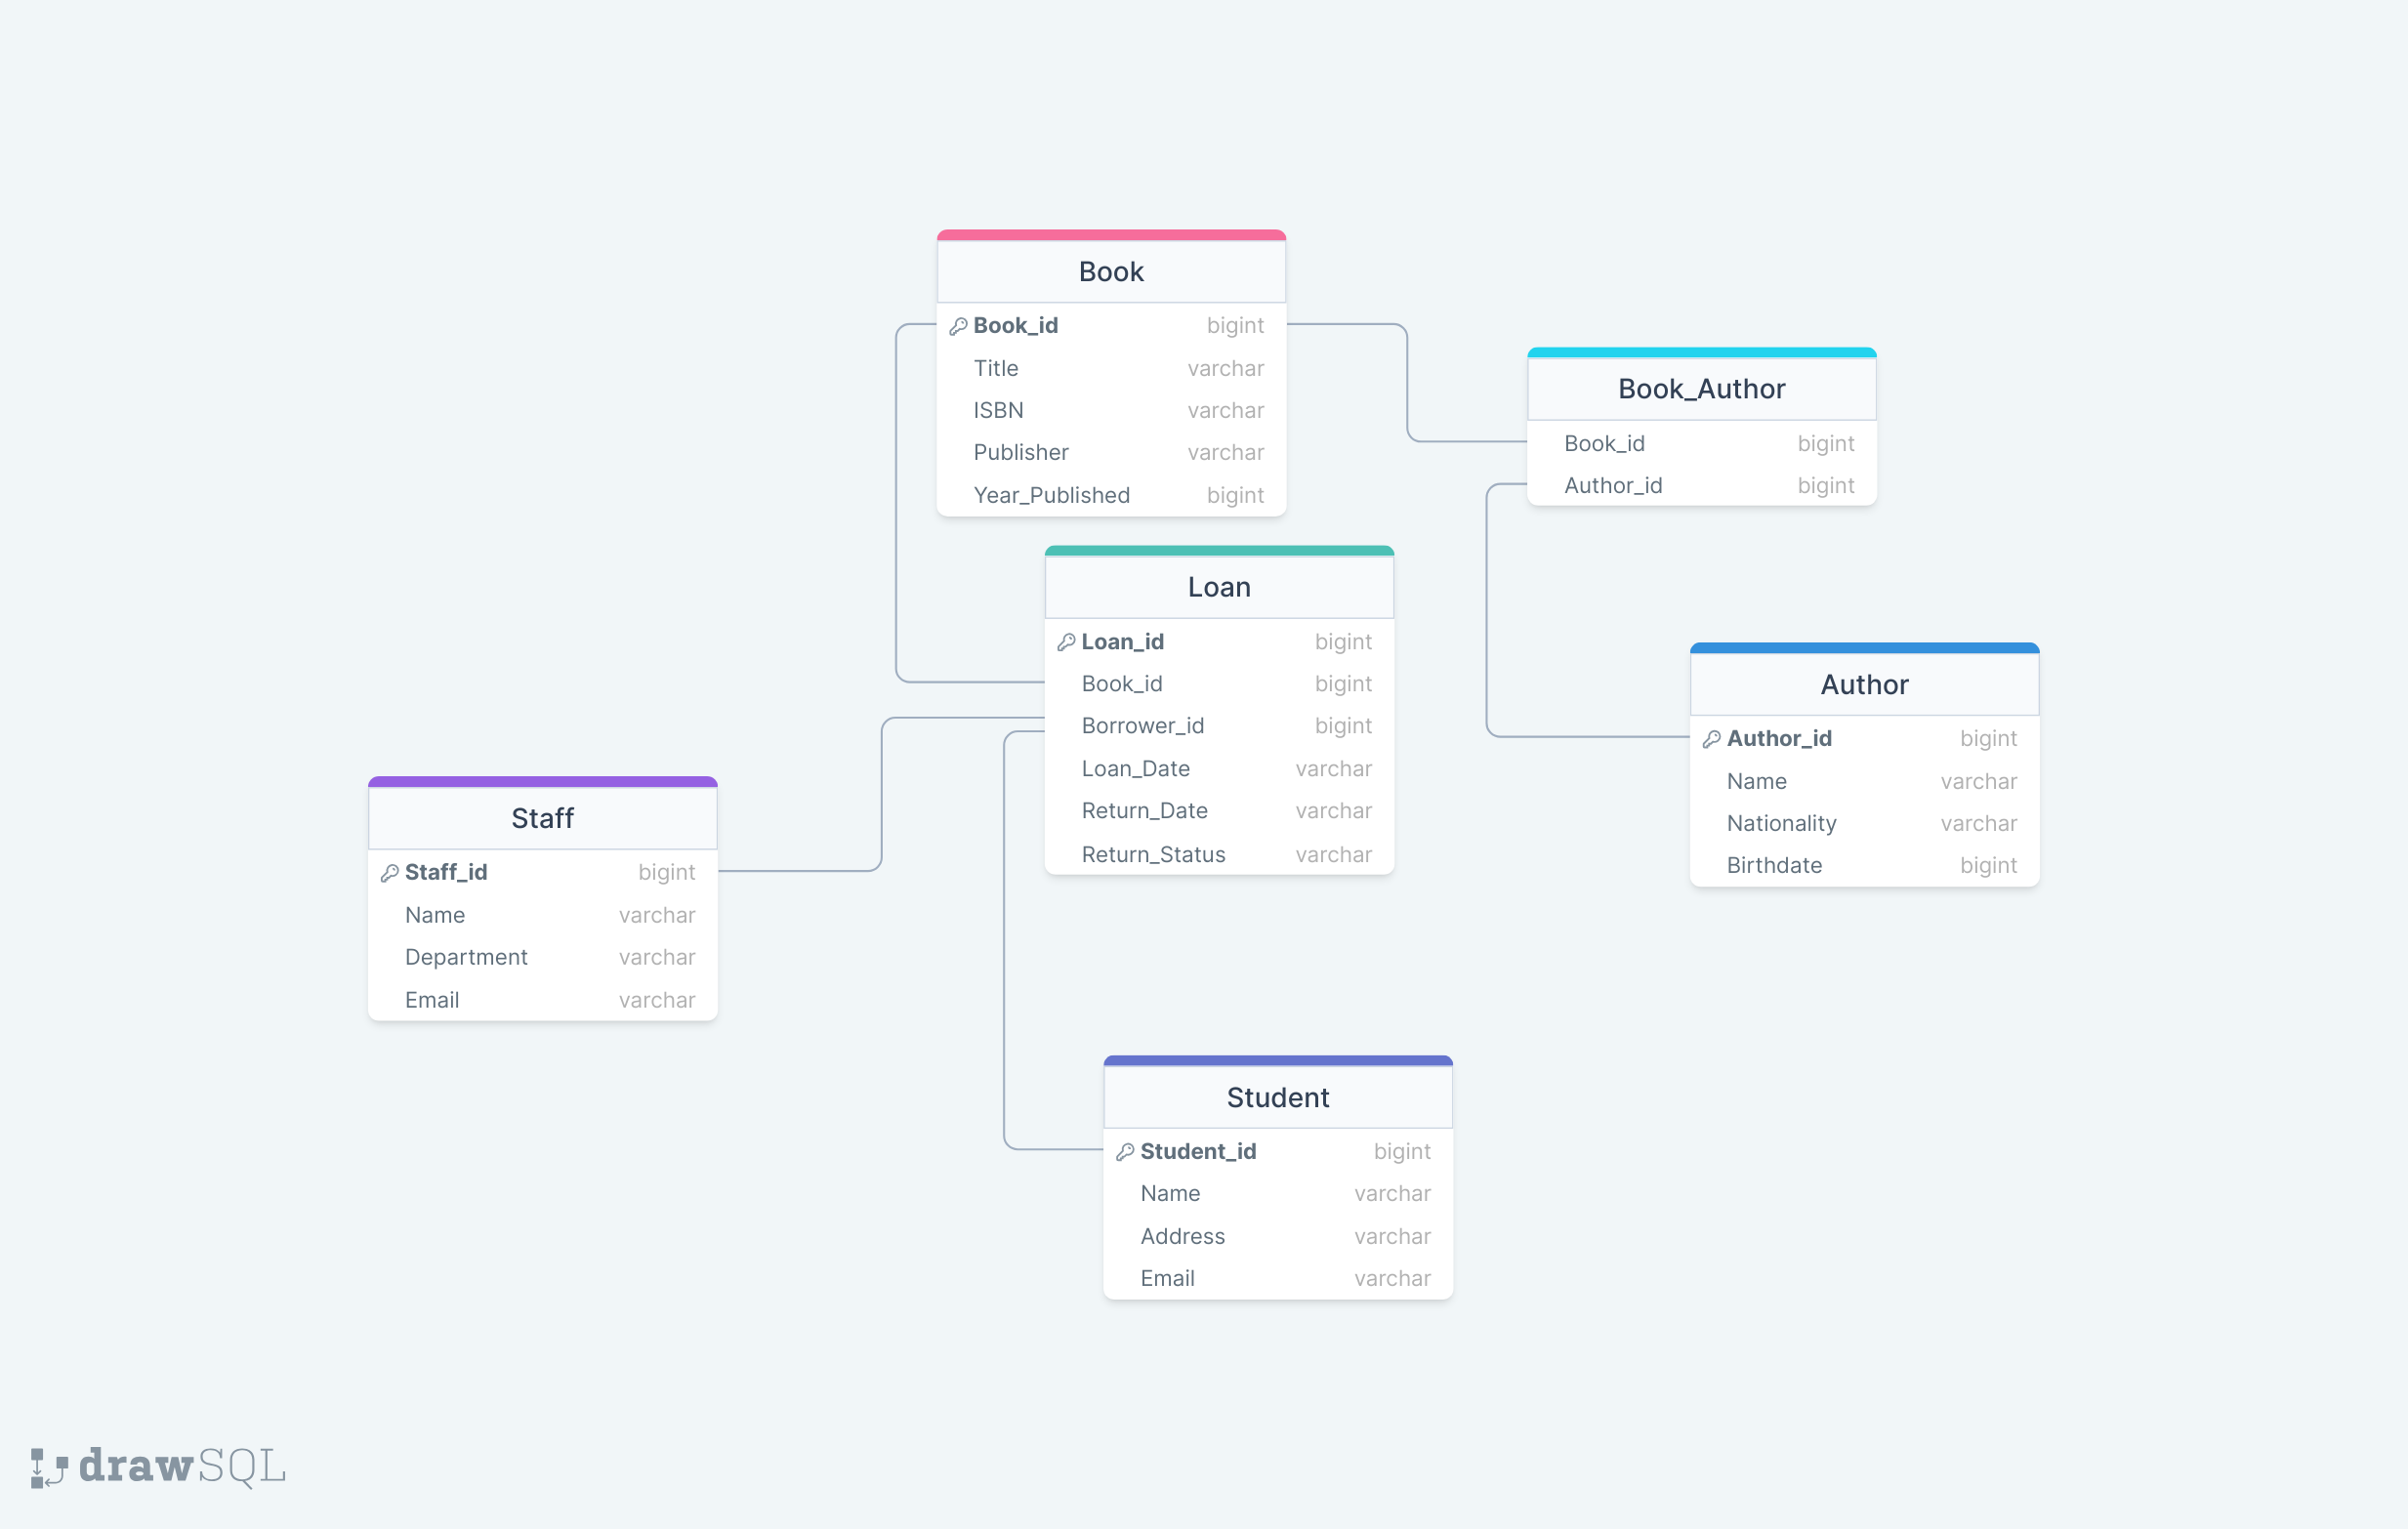 Book
Book_id bigint
Title varchar
ISBN varchar
Publisher varchar
Year_Published bigint
Book_Author
Book_id bigint
Author_id bigint
Loan
Loan_id bigint
Book_id bigint
Borrower_id bigint
Loan_Date varchar
Return_Date varchar
Return_Status varchar
Author
Author_id bigint
Name varchar
Nationality varchar
Birthdate bigint
Staff
Staff_id bigint
Name varchar
Department varchar
Email varchar
Student
Student_id bigint
Name varchar
Address varchar
Email varchar
drawSQL